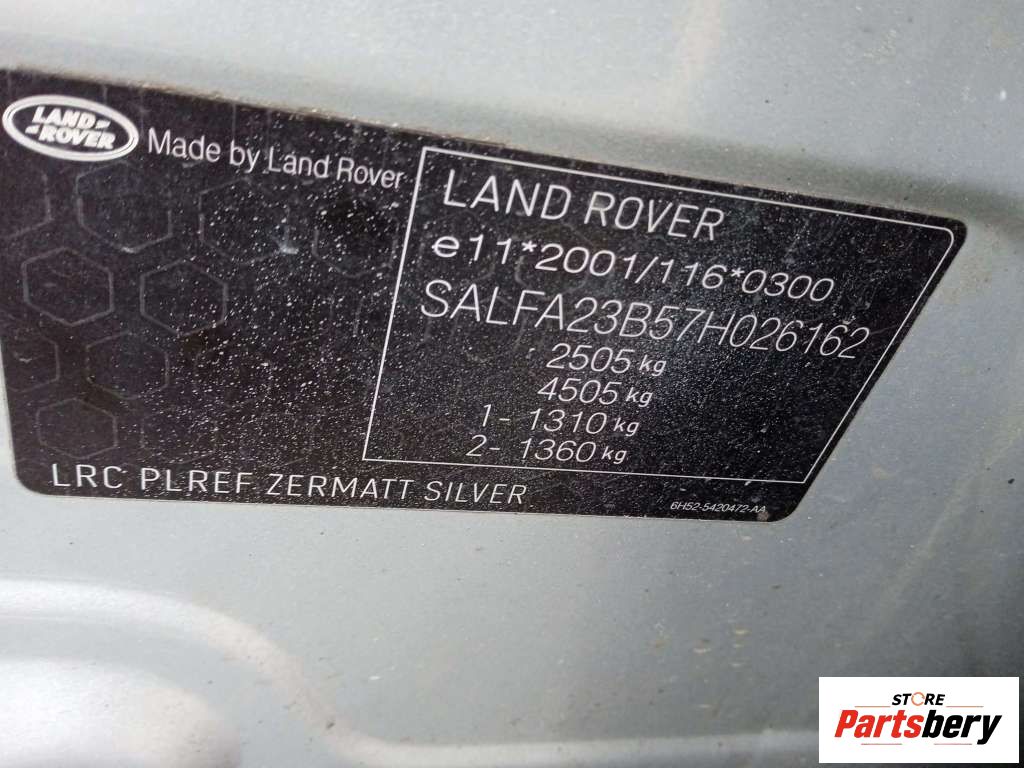 LAND
ROVER
Made by Land Rover
LAND ROVER
e11*2001/116*0300
SALFA23B57H026162
2505 kg
4505 kg
1- 1310 kg
2- 1360 kg
LRC PLREF ZERMATT SILVER
6H52-5420472-AA
STORE
Partsbery